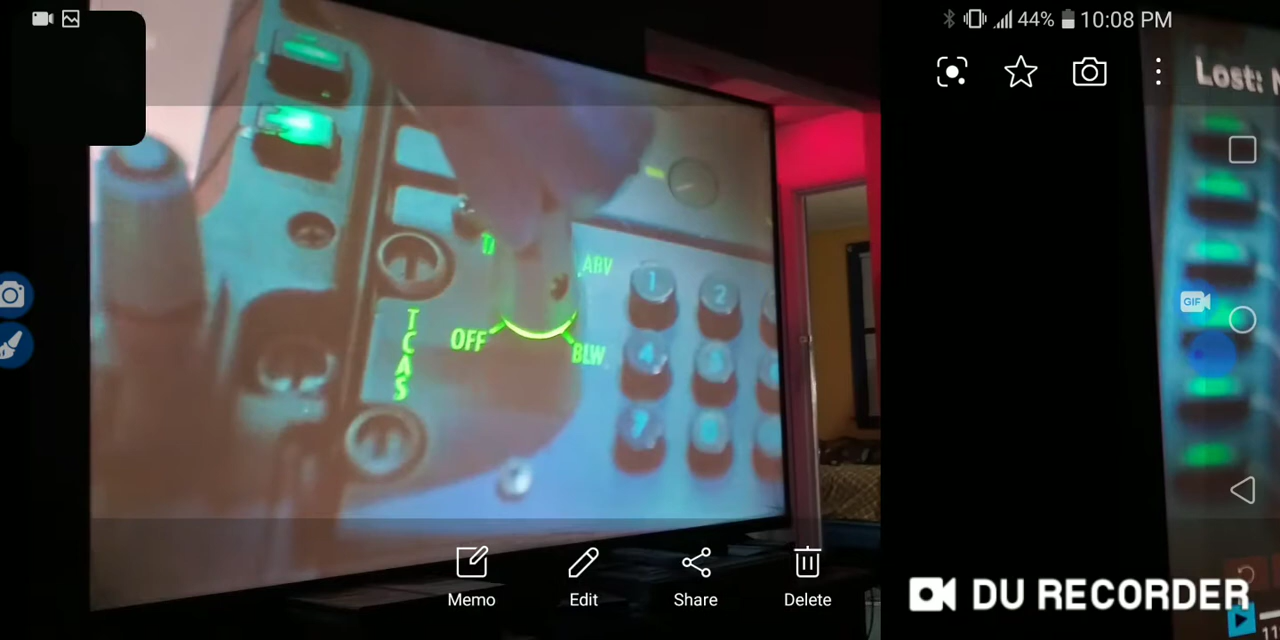 44% 10:08 PM
Lost:
ABV
OFF
BLW
TCAS
1
2
4
7
GIF
Memo
Edit
Share
Delete
DU RECORDER